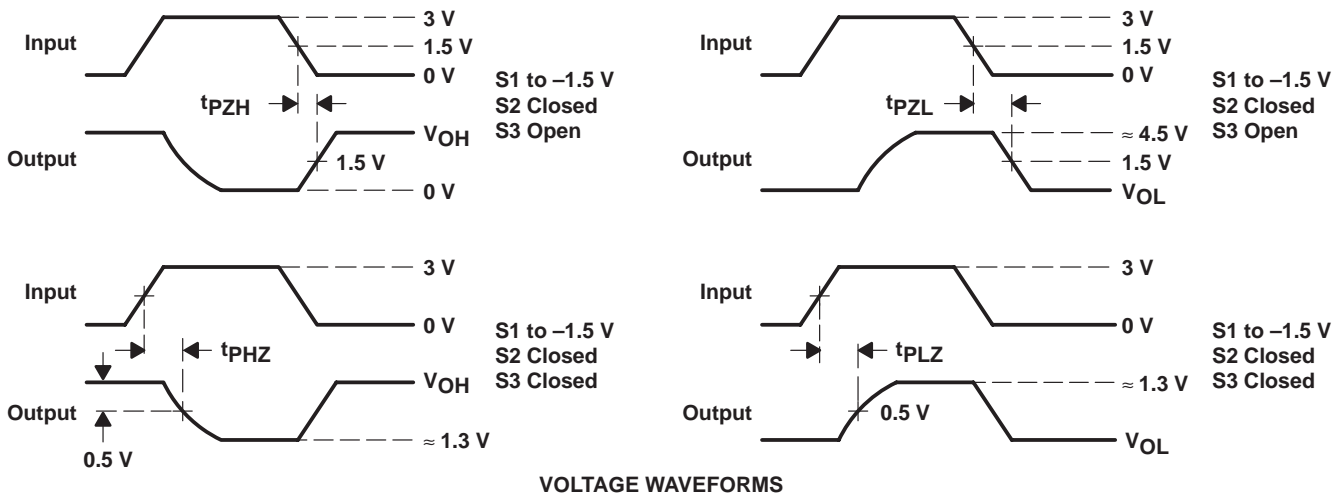 Input
3 V
1.5 V
0 V
tPZH
S1 to –1.5 V
S2 Closed
S3 Open
Output
VOH
1.5 V
0 V
Input
3 V
1.5 V
0 V
tPZL
S1 to –1.5 V
S2 Closed
S3 Open
Output
≈ 4.5 V
1.5 V
VOL
Input
3 V
0 V
tPHZ
S1 to –1.5 V
S2 Closed
S3 Closed
Output
VOH
0.5 V
≈ 1.3 V
Input
3 V
0 V
tPLZ
S1 to –1.5 V
S2 Closed
S3 Closed
Output
≈ 1.3 V
0.5 V
VOL
VOLTAGE WAVEFORMS